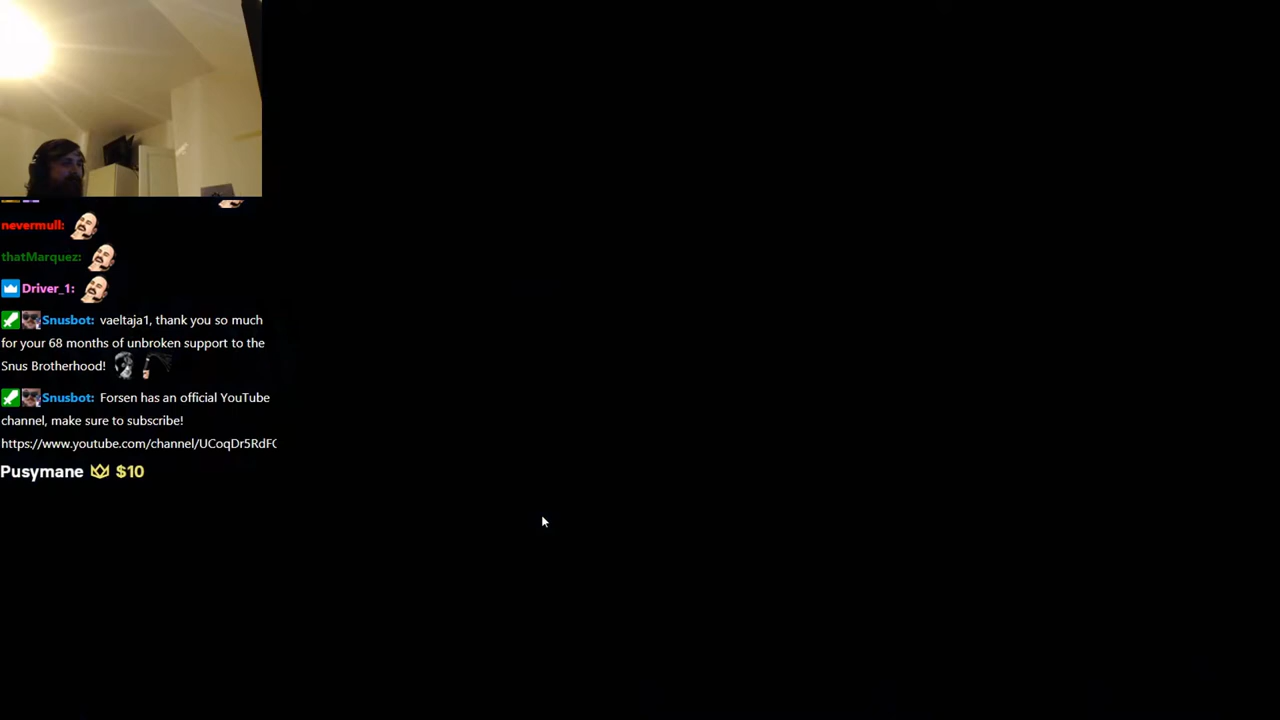 nevermull:
thatMarquez:
Driver_1:
Snusbot: vaeltaja1, thank you so much
for your 68 months of unbroken support to the
Snus Brotherhood!
Snusbot: Forsen has an official YouTube
channel, make sure to subscribe!
https://www.youtube.com/channel/UCoqDr5RdF
Pusymane $10